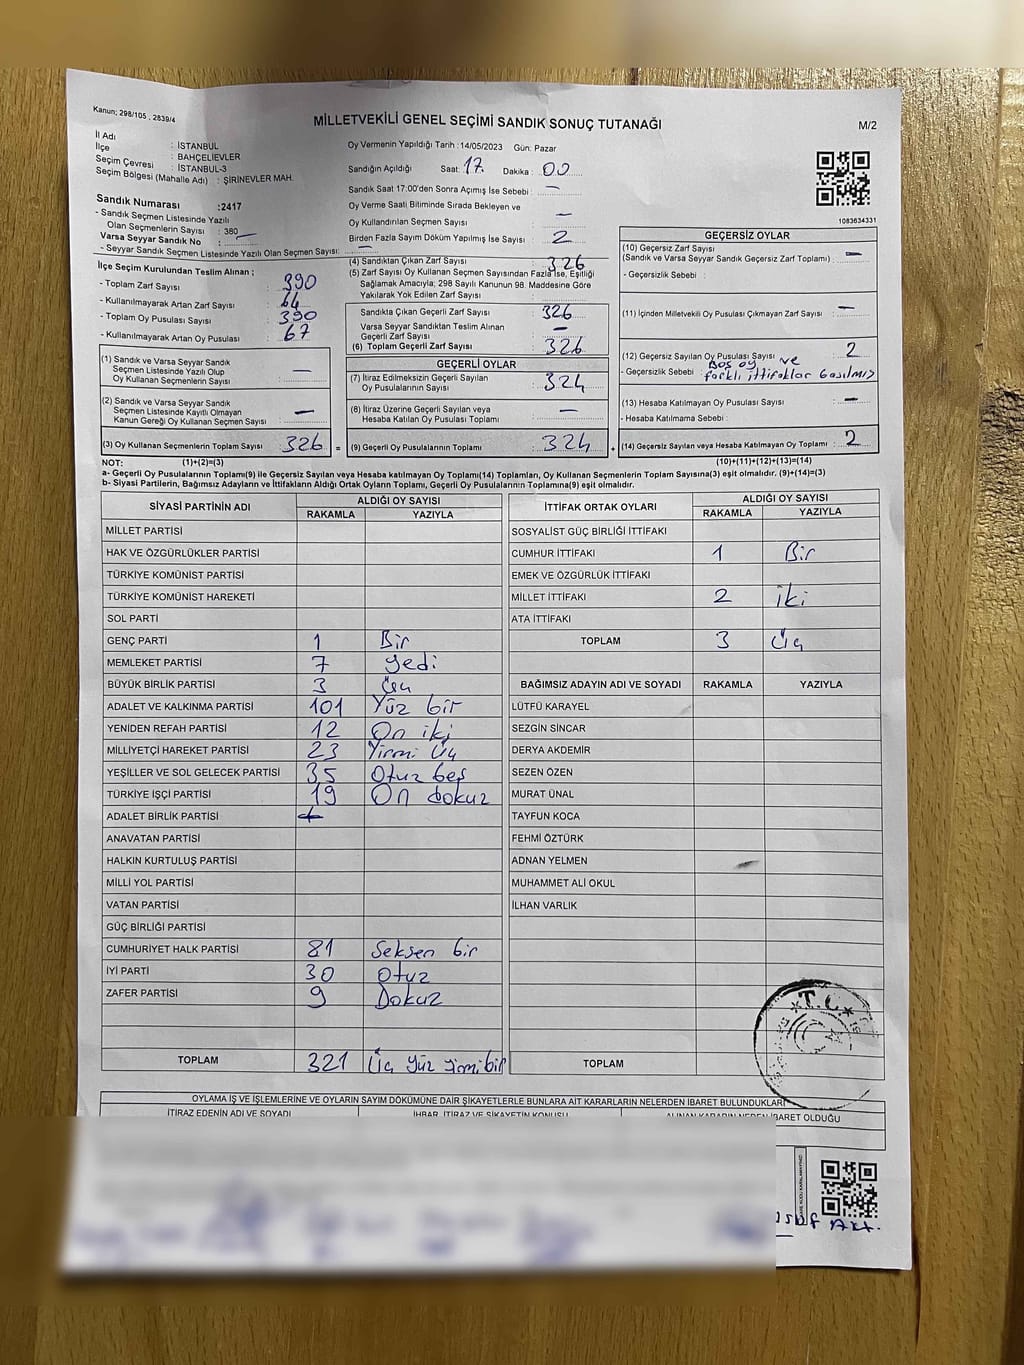 Kanun; 298/105 , 2839/4
MİLLETVEKİLİ GENEL SEÇİMİ SANDIK SONUÇ TUTANAĞI
M/2
İl Adı : İSTANBUL
İlçe : BAHÇELİEVLER
Seçim Çevresi : İSTANBUL-3
Seçim Bölgesi (Mahalle Adı) : ŞİRİNEVLER MAH.
Sandık Numarası :2417
- Sandık Seçmen Listesinde Yazılı
Olan Seçmenlerin Sayısı : 380
Varsa Seyyar Sandık No : —
- Seyyar Sandık Seçmen Listesinde Yazılı Olan Seçmen Sayısı: —
İlçe Seçim Kurulundan Teslim Alınan ;
- Toplam Zarf Sayısı : 390
- Kullanılmayarak Artan Zarf Sayısı : 64
- Toplam Oy Pusulası Sayısı : 390
- Kullanılmayarak Artan Oy Pusulası : 67
(1) Sandık ve Varsa Seyyar Sandık
Seçmen Listesinde Yazılı Olup
Oy Kullanan Seçmenlerin Sayısı : —
(2) Sandık ve Varsa Seyyar Sandık
Seçmen Listesinde Kayıtlı Olmayan
Kanun Gereği Oy Kullanan Seçmen Sayısı : —
(3) Oy Kullanan Seçmenlerin Toplam Sayısı : 326
Oy Vermenin Yapıldığı Tarih : 14/05/2023 Gün: Pazar
Sandığın Açıldığı Saat: 17. Dakika : 00
Sandık Saat 17:00'den Sonra Açımış İse Sebebi : —
Oy Verme Saati Bitiminde Sırada Bekleyen ve
Oy Kullandırılan Seçmen Sayısı : —
Birden Fazla Sayım Döküm Yapılmış İse Sayısı : 2
(4) Sandıktan Çıkan Zarf Sayısı : 326
(5) Zarf Sayısı Oy Kullanan Seçmen Sayısından Fazla İse, Eşitliği
Sağlamak Amacıyla; 298 Sayılı Kanunun 98. Maddesine Göre
Yakılarak Yok Edilen Zarf Sayısı :
Sandıkta Çıkan Geçerli Zarf Sayısı : 326
Varsa Seyyar Sandıktan Teslim Alınan
Geçerli Zarf Sayısı : —
(6) Toplam Geçerli Zarf Sayısı : 326
GEÇERLİ OYLAR
(7) İtiraz Edilmeksizin Geçerli Sayılan
Oy Pusulalarının Sayısı : 324
(8) İtiraz Üzerine Geçerli Sayılan veya
Hesaba Katılan Oy Pusulası Toplamı : —
= (9) Geçerli Oy Pusulalarının Toplamı : 324
1083634331
GEÇERSİZ OYLAR
(10) Geçersiz Zarf Sayısı
(Sandık ve Varsa Seyyar Sandık Geçersiz Zarf Toplamı) : —
- Geçersizlik Sebebi :
(11) İçinden Milletvekili Oy Pusulası Çıkmayan Zarf Sayısı : —
(12) Geçersiz Sayılan Oy Pusulası Sayısı : 2
- Geçersizlik Sebebi : Boş oy ve
farklı ittifaklar basılmış
(13) Hesaba Katılmayan Oy Pusulası Sayısı : —
- Hesaba Katılmama Sebebi :
+ (14) Geçersiz Sayılan veya Hesaba Katılmayan Oy Toplamı : 2
NOT: (1)+(2)=(3)
(10)+(11)+(12)+(13)=(14)
a- Geçerli Oy Pusulalarının Toplamı(9) ile Geçersiz Sayılan veya Hesaba katılmayan Oy Toplamı(14) Toplamları, Oy Kullanan Seçmenlerin Toplam Sayısına(3) eşit olmalıdır. (9)+(14)=(3)
b- Siyasi Partilerin, Bağımsız Adayların ve İttifakların Aldığı Ortak Oyların Toplamı, Geçerli Oy Pusulalarının Toplamına(9) eşit olmalıdır.
SİYASİ PARTİNİN ADI ALDIĞI OY SAYISI
RAKAMLA YAZIYLA
MİLLET PARTİSİ
HAK VE ÖZGÜRLÜKLER PARTİSİ
TÜRKİYE KOMÜNİST PARTİSİ
TÜRKİYE KOMÜNİST HAREKETİ
SOL PARTİ
GENÇ PARTİ 1 Bir
MEMLEKET PARTİSİ 7 yedi
BÜYÜK BİRLİK PARTİSİ 3 Üç
ADALET VE KALKINMA PARTİSİ 101 Yüz bir
YENİDEN REFAH PARTİSİ 12 On iki
MİLLİYETÇİ HAREKET PARTİSİ 23 Yirmi Üç
YEŞİLLER VE SOL GELECEK PARTİSİ 35 Otuz beş
TÜRKİYE İŞÇİ PARTİSİ 19 On dokuz
ADALET BİRLİK PARTİSİ
ANAVATAN PARTİSİ
HALKIN KURTULUŞ PARTİSİ
MİLLİ YOL PARTİSİ
VATAN PARTİSİ
GÜÇ BİRLİĞİ PARTİSİ
CUMHURİYET HALK PARTİSİ 81 Seksen bir
İYİ PARTİ 30 Otuz
ZAFER PARTİSİ 9 Dokuz
TOPLAM 321 Üç yüz yirmi bir
İTTİFAK ORTAK OYLARI ALDIĞI OY SAYISI
RAKAMLA YAZIYLA
SOSYALİST GÜÇ BİRLİĞİ İTTİFAKI
CUMHUR İTTİFAKI 1 Bir
EMEK VE ÖZGÜRLÜK İTTİFAKI
MİLLET İTTİFAKI 2 iki
ATA İTTİFAKI
TOPLAM 3 Üç
BAĞIMSIZ ADAYIN ADI VE SOYADI RAKAMLA YAZIYLA
LÜTFÜ KARAYEL
SEZGİN SİNCAR
DERYA AKDEMİR
SEZEN ÖZEN
MURAT ÜNAL
TAYFUN KOCA
FEHMİ ÖZTÜRK
ADNAN YELMEN
MUHAMMET ALİ OKUL
İLHAN VARLIK
TOPLAM
T.C.
OYLAMA İŞ VE İŞLEMLERİNE VE OYLARIN SAYIM DÖKÜMÜNE DAİR ŞİKAYETLERLE BUNLARA AİT KARARLARIN NELERDEN İBARET BULUNDUKLARI
İTİRAZ EDENİN ADI VE SOYADI İHBAR, İTİRAZ VE ŞİKAYETİN KONUSU ALINAN KARARIN NEDEN İBARET OLDUĞU